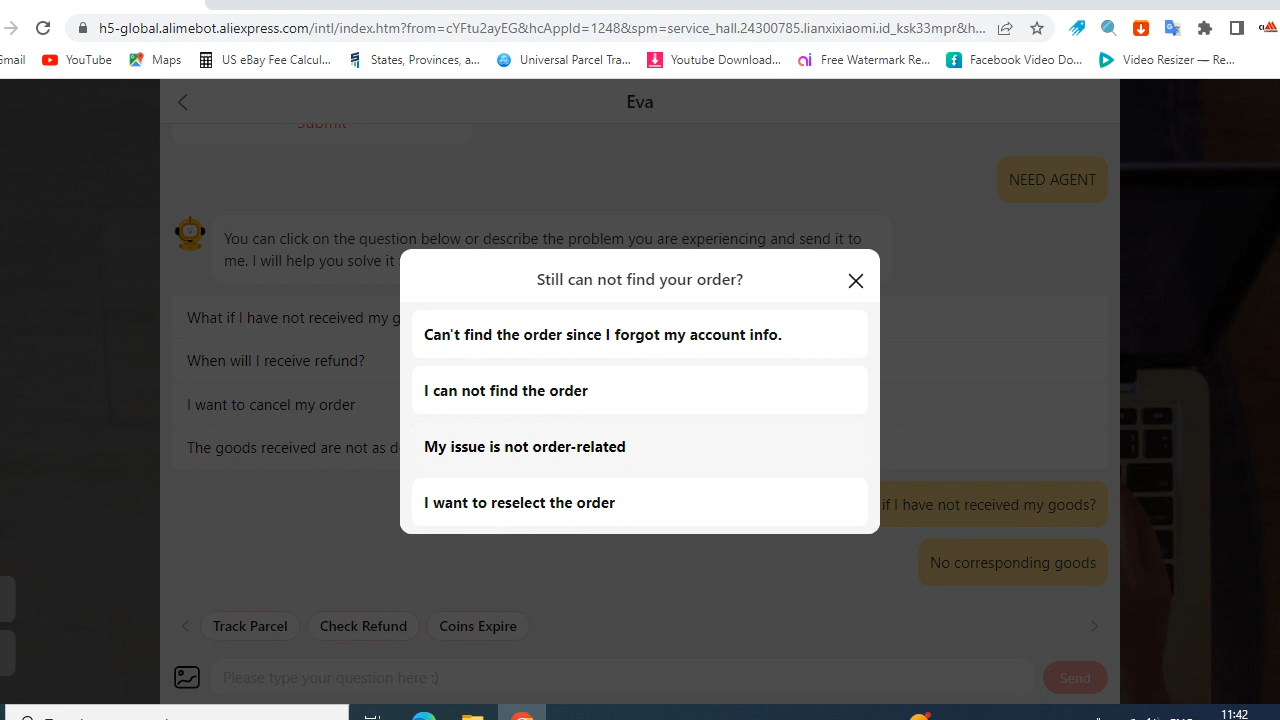 h5-global.alimebot.aliexpress.com/intl/index.htm?from=cYFtu2ayEG&hcAppId=1248&spm=service_hall.24300785.lianxixiaomi.id_ksk33mpr&h...
Gmail YouTube Maps US eBay Fee Calcul... States, Provinces, a... Universal Parcel Tra... Youtube Download... Free Watermark Re... Facebook Video Do... Video Resizer — Re...
Eva
Submit
NEED AGENT
You can click on the question below or describe the problem you are experiencing and send it to
me. I will help you solve it
What if I have not received my g
When will I receive refund?
I want to cancel my order
The goods received are not as d
Still can not find your order?
Can't find the order since I forgot my account info.
I can not find the order
My issue is not order-related
I want to reselect the order
if I have not received my goods?
No corresponding goods
Track Parcel Check Refund Coins Expire
Please type your question here :)
Send
11:42